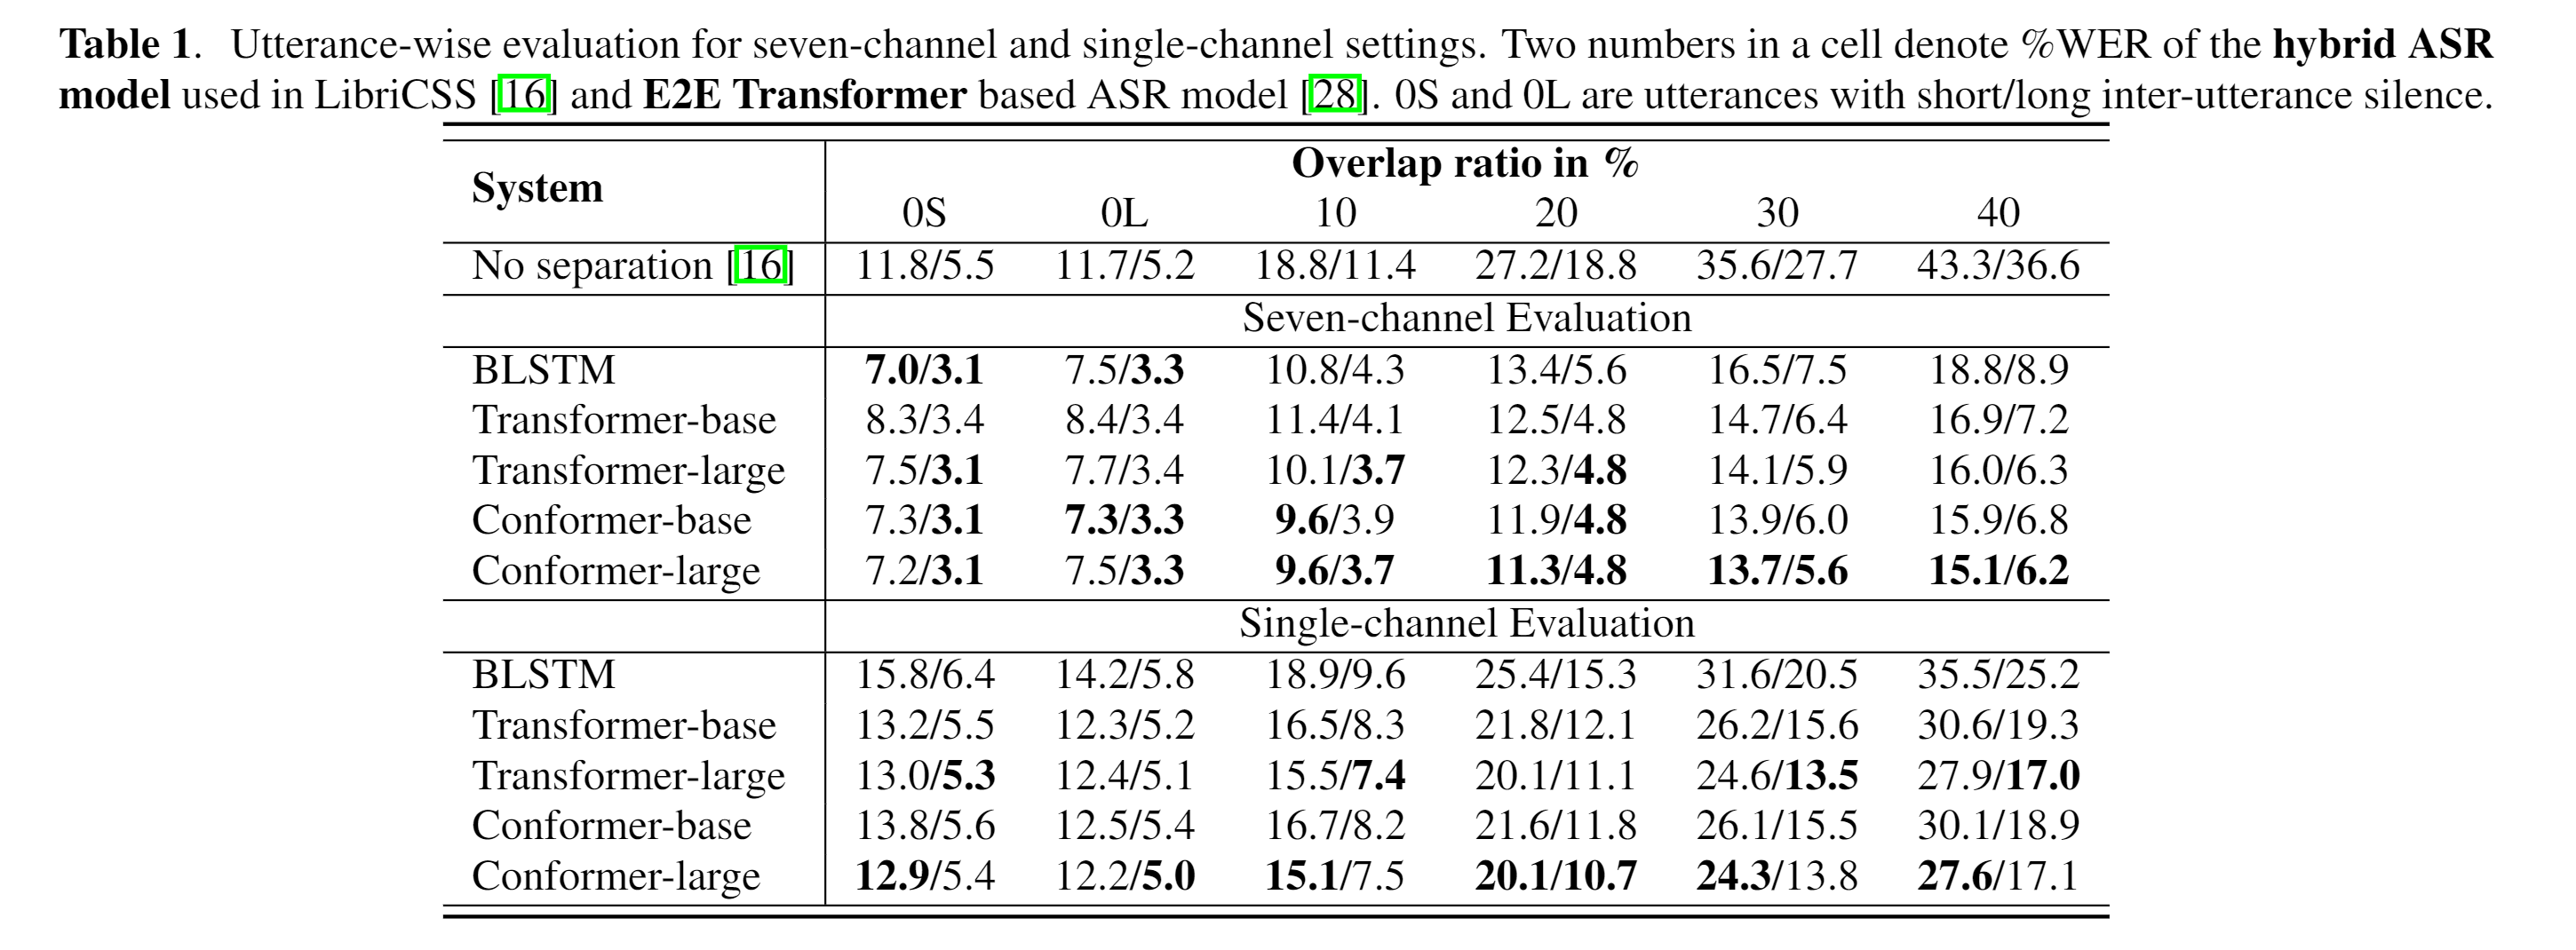 Table 1. Utterance-wise evaluation for seven-channel and single-channel settings. Two numbers in a cell denote %WER of the hybrid ASR
model used in LibriCSS [16] and E2E Transformer based ASR model [28]. 0S and 0L are utterances with short/long inter-utterance silence.
System Overlap ratio in %
0S 0L 10 20 30 40
No separation [16] 11.8/5.5 11.7/5.2 18.8/11.4 27.2/18.8 35.6/27.7 43.3/36.6
Seven-channel Evaluation
BLSTM 7.0/3.1 7.5/3.3 10.8/4.3 13.4/5.6 16.5/7.5 18.8/8.9
Transformer-base 8.3/3.4 8.4/3.4 11.4/4.1 12.5/4.8 14.7/6.4 16.9/7.2
Transformer-large 7.5/3.1 7.7/3.4 10.1/3.7 12.3/4.8 14.1/5.9 16.0/6.3
Conformer-base 7.3/3.1 7.3/3.3 9.6/3.9 11.9/4.8 13.9/6.0 15.9/6.8
Conformer-large 7.2/3.1 7.5/3.3 9.6/3.7 11.3/4.8 13.7/5.6 15.1/6.2
Single-channel Evaluation
BLSTM 15.8/6.4 14.2/5.8 18.9/9.6 25.4/15.3 31.6/20.5 35.5/25.2
Transformer-base 13.2/5.5 12.3/5.2 16.5/8.3 21.8/12.1 26.2/15.6 30.6/19.3
Transformer-large 13.0/5.3 12.4/5.1 15.5/7.4 20.1/11.1 24.6/13.5 27.9/17.0
Conformer-base 13.8/5.6 12.5/5.4 16.7/8.2 21.6/11.8 26.1/15.5 30.1/18.9
Conformer-large 12.9/5.4 12.2/5.0 15.1/7.5 20.1/10.7 24.3/13.8 27.6/17.1